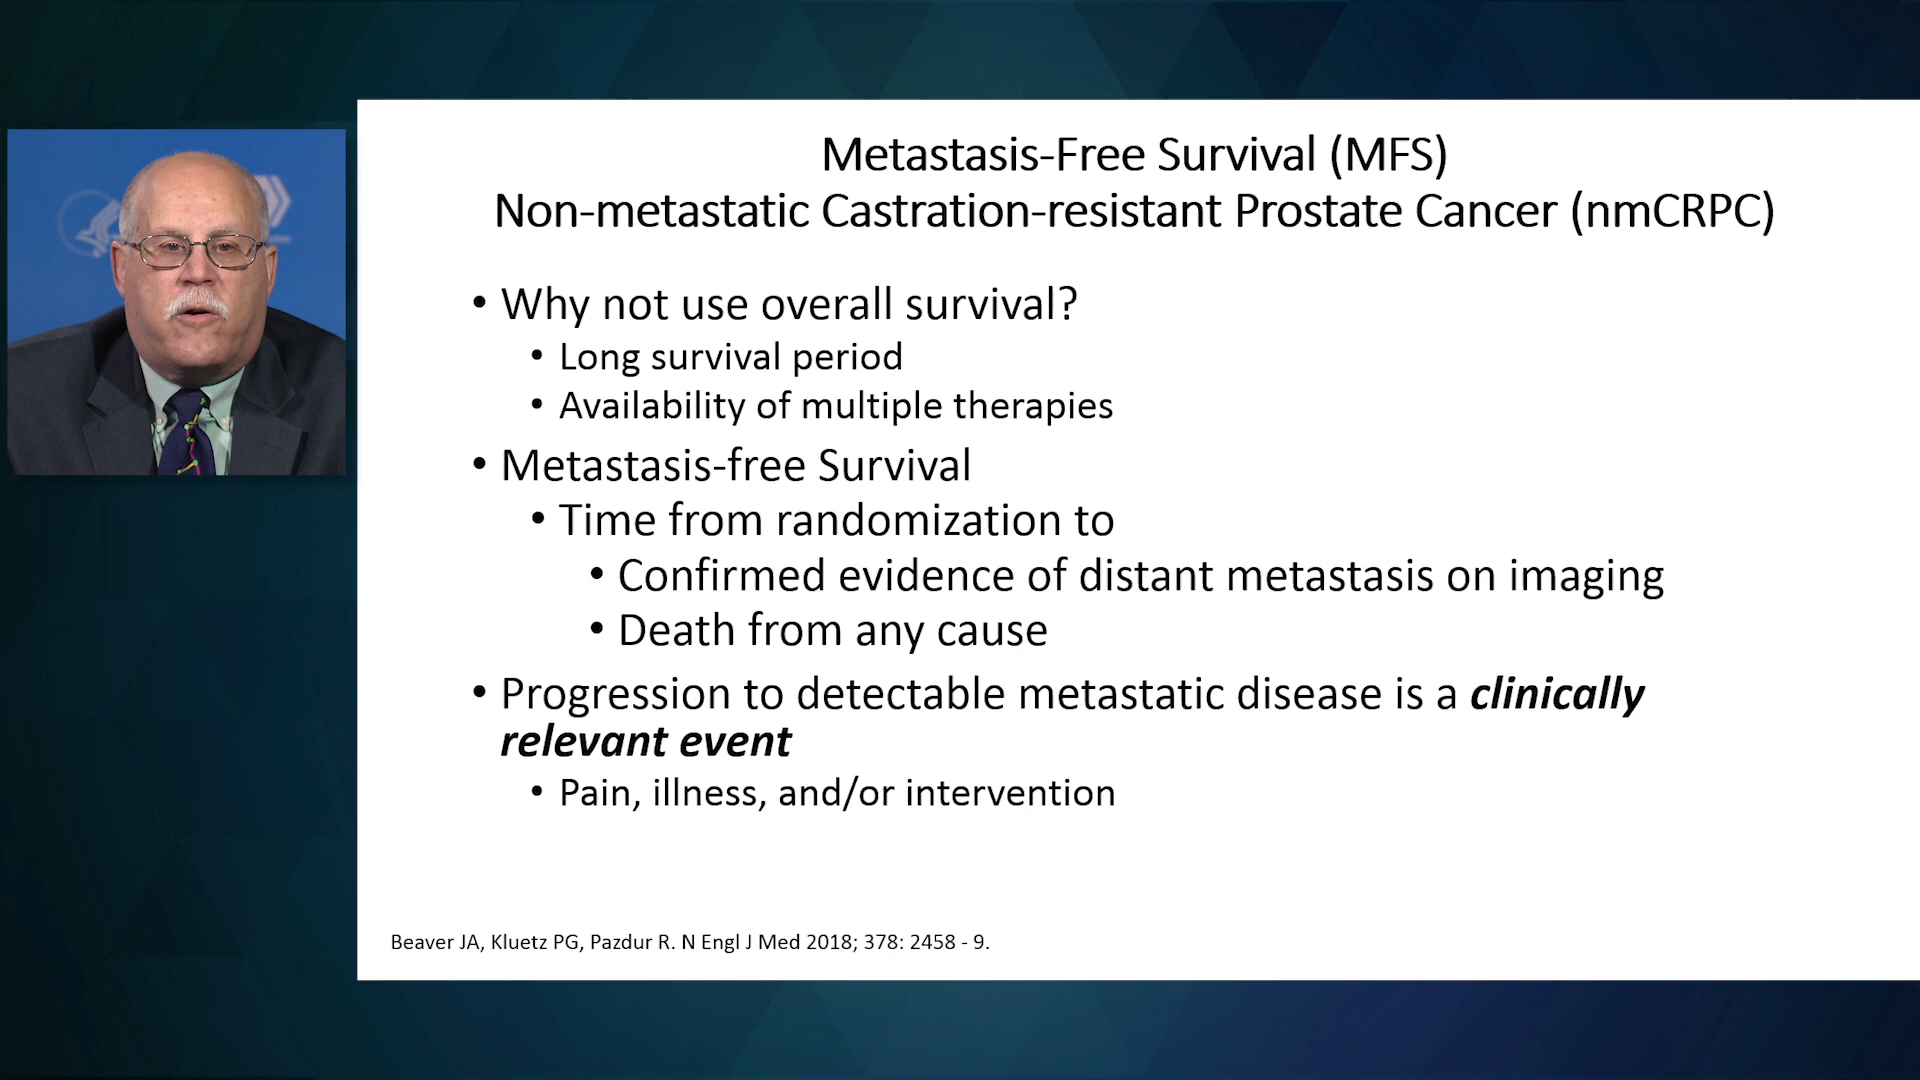 Metastasis-Free Survival (MFS)
Non-metastatic Castration-resistant Prostate Cancer (nmCRPC)
• Why not use overall survival?
• Long survival period
• Availability of multiple therapies
• Metastasis-free Survival
• Time from randomization to
• Confirmed evidence of distant metastasis on imaging
• Death from any cause
• Progression to detectable metastatic disease is a clinically
relevant event
• Pain, illness, and/or intervention
Beaver JA, Kluetz PG, Pazdur R. N Engl J Med 2018; 378: 2458 - 9.